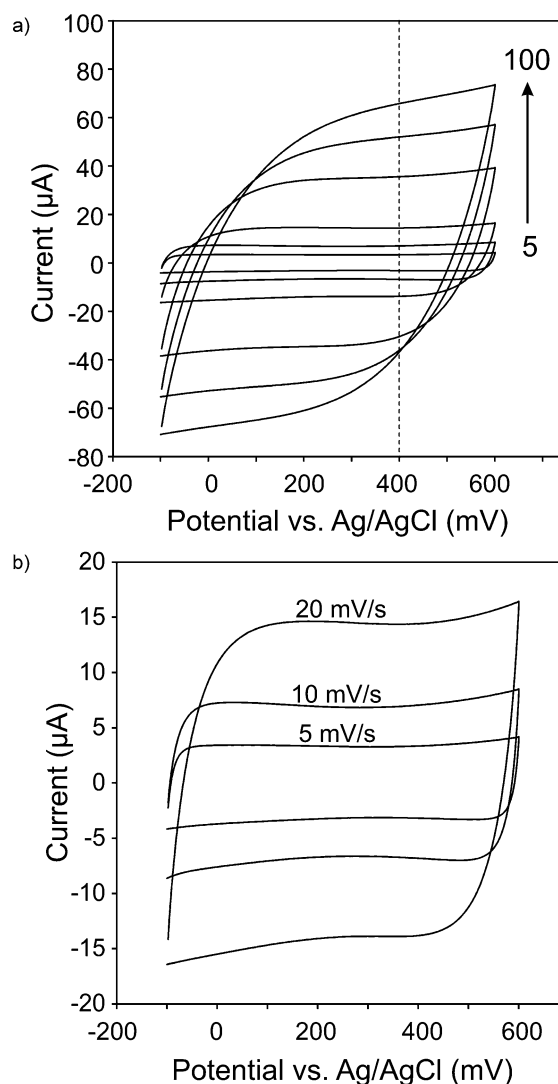 a)
100
80
60
40
20
0
-20
-40
-60
-80
Current (µA)
100
5
-200 0 200 400 600
Potential vs. Ag/AgCl (mV)
b)
20
15
10
5
0
-5
-10
-15
-20
Current (µA)
20 mV/s
10 mV/s
5 mV/s
-200 0 200 400 600
Potential vs. Ag/AgCl (mV)